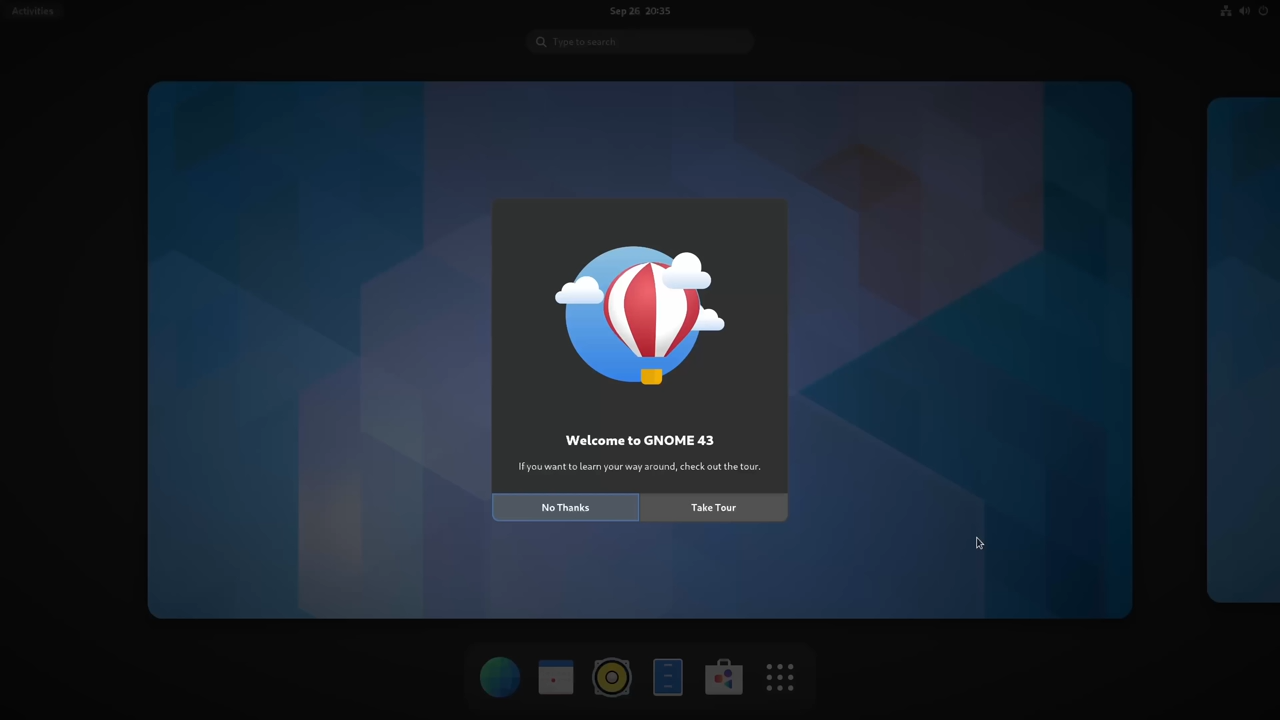 Activities
Sep 26 20:35
Type to search
Welcome to GNOME 43
If you want to learn your way around, check out the tour.
No Thanks
Take Tour